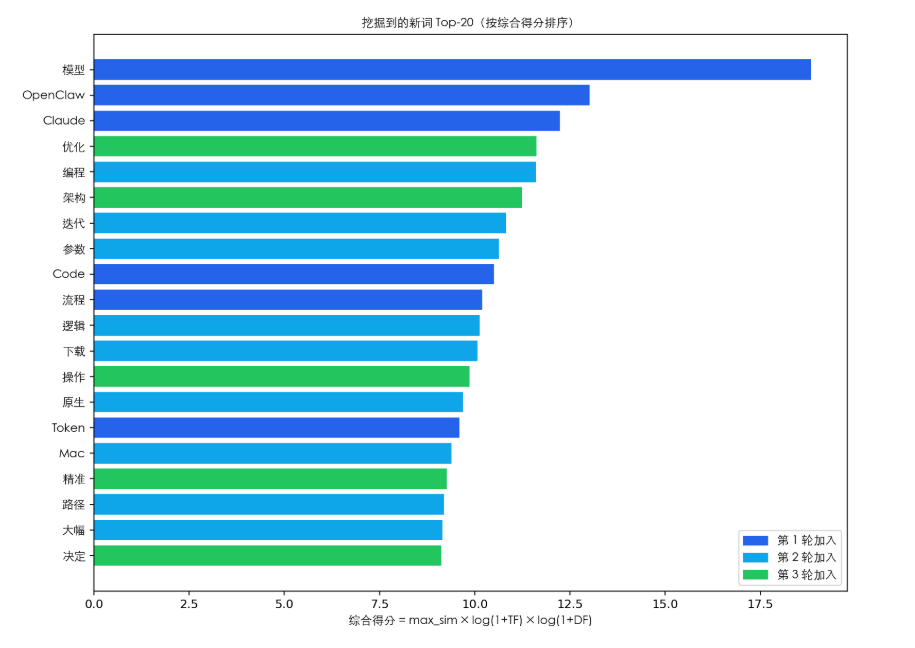 挖掘到的新词 Top-20（按综合得分排序）
模型
OpenClaw
Claude
优化
编程
架构
迭代
参数
Code
流程
逻辑
下载
操作
原生
Token
Mac
精准
路径
大幅
决定
第 1 轮加入
第 2 轮加入
第 3 轮加入
0.0 2.5 5.0 7.5 10.0 12.5 15.0 17.5
综合得分 = max_sim × log(1+TF) × log(1+DF)